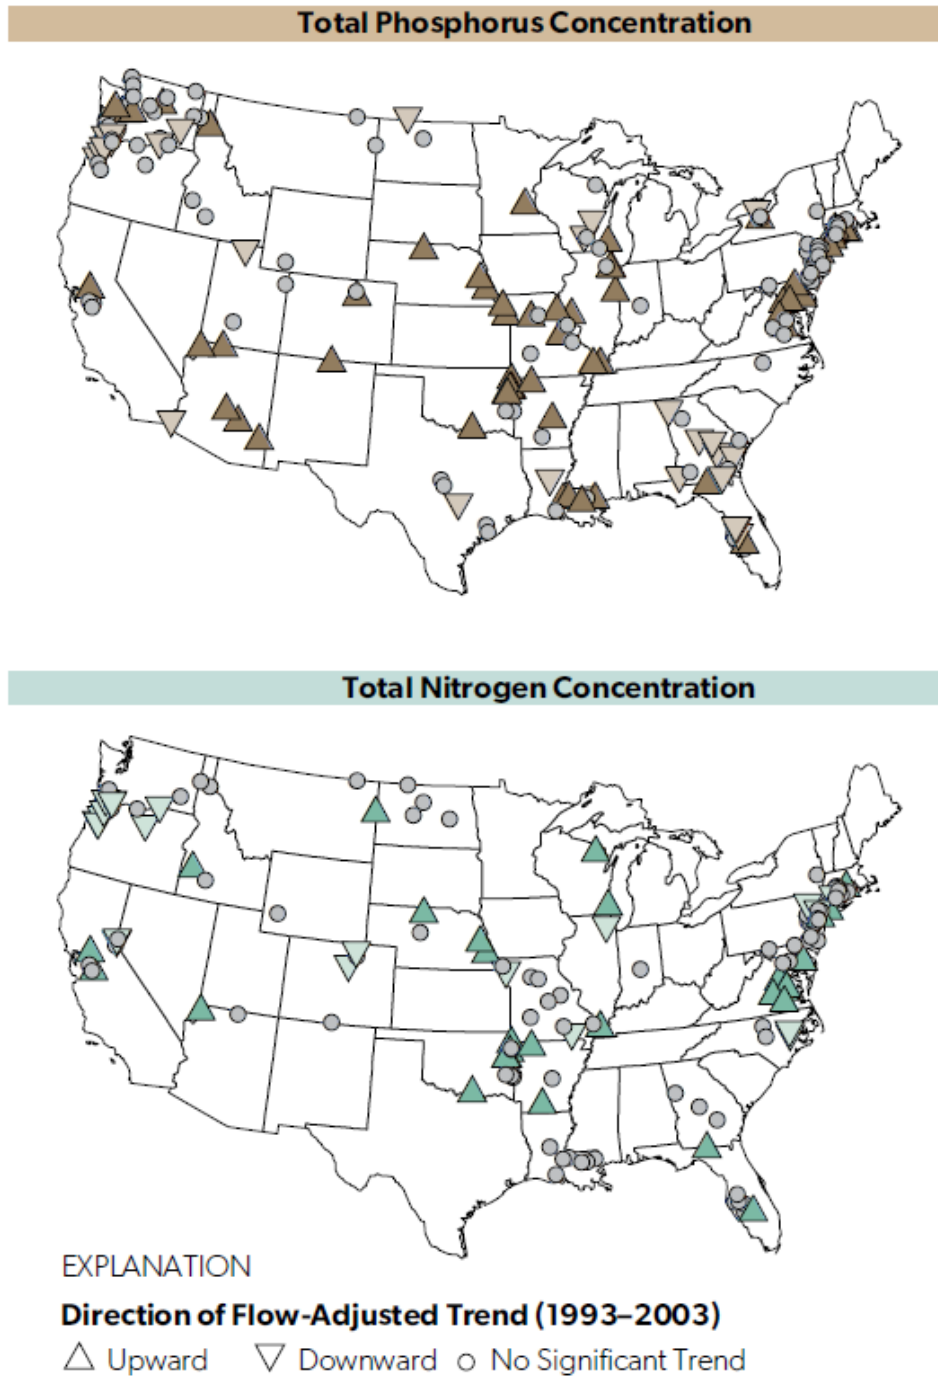 Total Phosphorus Concentration
Total Nitrogen Concentration
EXPLANATION
Direction of Flow-Adjusted Trend (1993–2003)
Upward Downward No Significant Trend